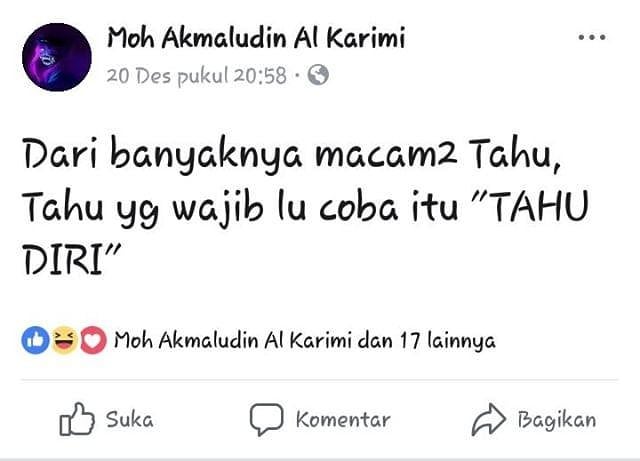 Moh Akmaludin Al Karimi
20 Des pukul 20:58 ·
Dari banyaknya macam2 Tahu,
Tahu yg wajib lu coba itu "TAHU
DIRI"
Moh Akmaludin Al Karimi dan 17 lainnya
Suka Komentar Bagikan